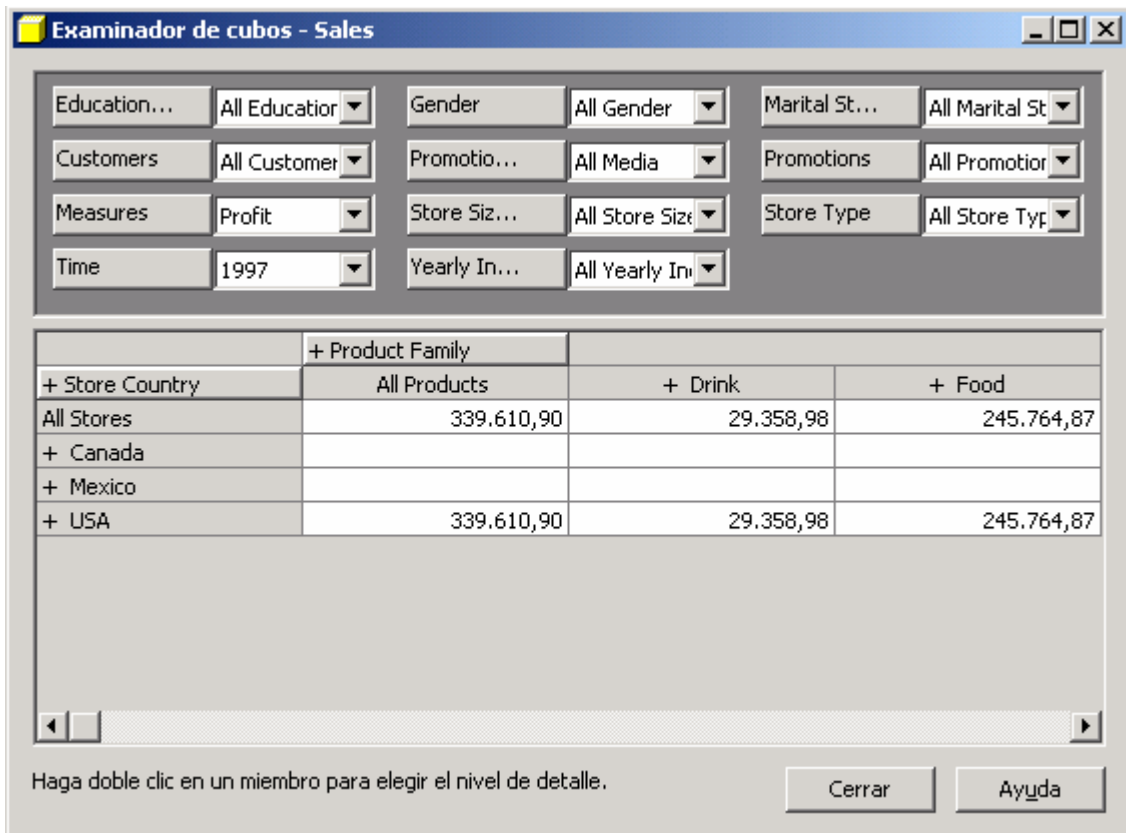 Examinador de cubos - Sales
Education... All Education Gender All Gender Marital St... All Marital St
Customers All Customer Promotio... All Media Promotions All Promotion
Measures Profit Store Siz... All Store Size Store Type All Store Typ
Time 1997 Yearly In... All Yearly In
+ Product Family
+ Store Country All Products + Drink + Food
All Stores 339.610,90 29.358,98 245.764,87
+ Canada
+ Mexico
+ USA 339.610,90 29.358,98 245.764,87
Haga doble clic en un miembro para elegir el nivel de detalle. Cerrar Ayuda